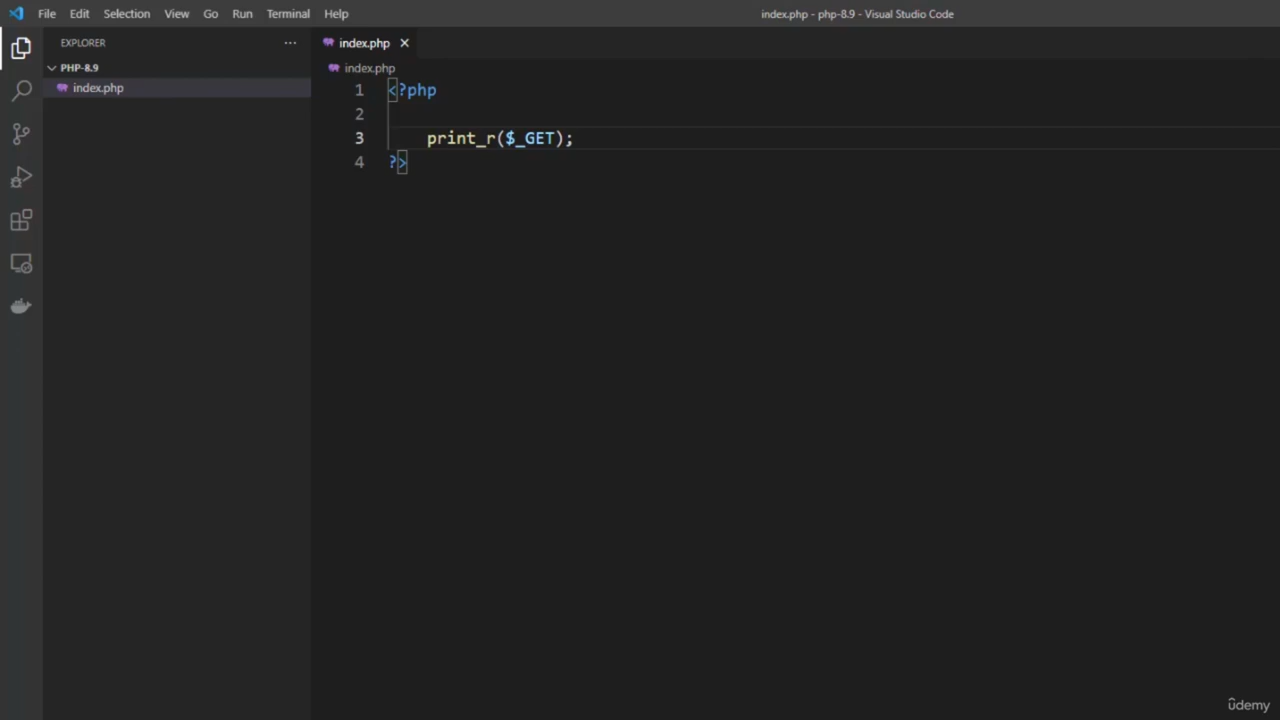 File Edit Selection View Go Run Terminal Help
index.php - php-8.9 - Visual Studio Code
EXPLORER ···
index.php
PHP-8.9
index.php
index.php
1 <?php
2
3 print_r($_GET);
4 ?>
ûdemy